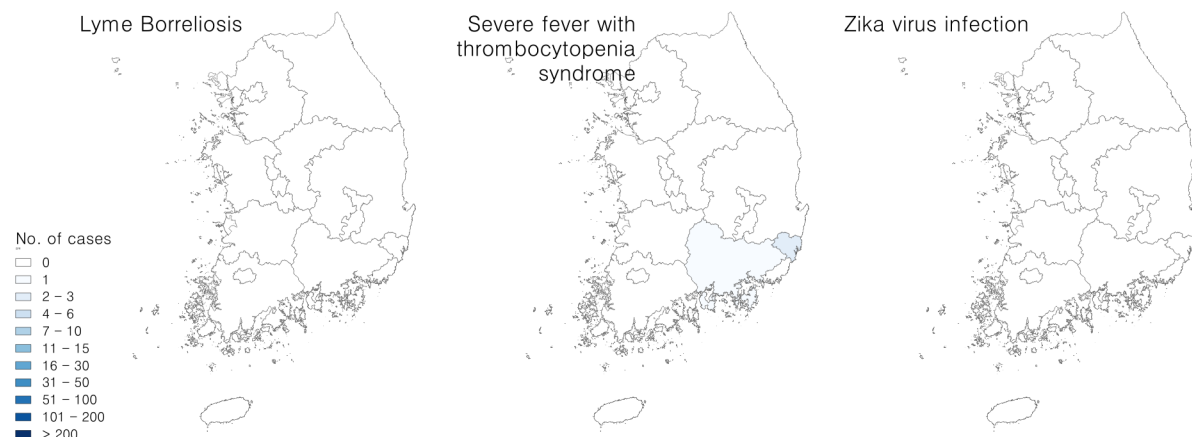 Lyme Borreliosis
Severe fever with
thrombocytopenia
syndrome
Zika virus infection
No. of cases
0
1
2 – 3
4 – 6
7 – 10
11 – 15
16 – 30
31 – 50
51 – 100
101 – 200
> 200